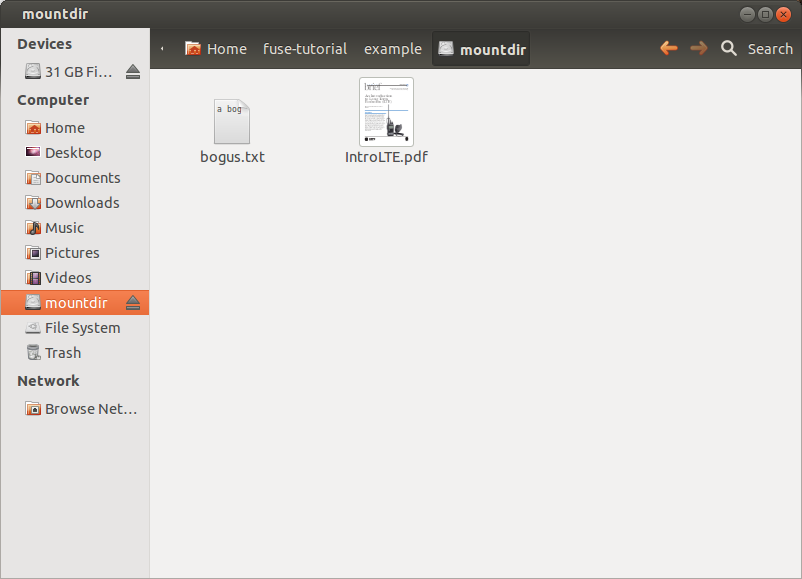 mountdir
Devices
31 GB Fi...
Computer
Home
Desktop
Documents
Downloads
Music
Pictures
Videos
mountdir
File System
Trash
Network
Browse Net...
Home fuse-tutorial example mountdir Search
a bog
bogus.txt
brief
IntroLTE.pdf